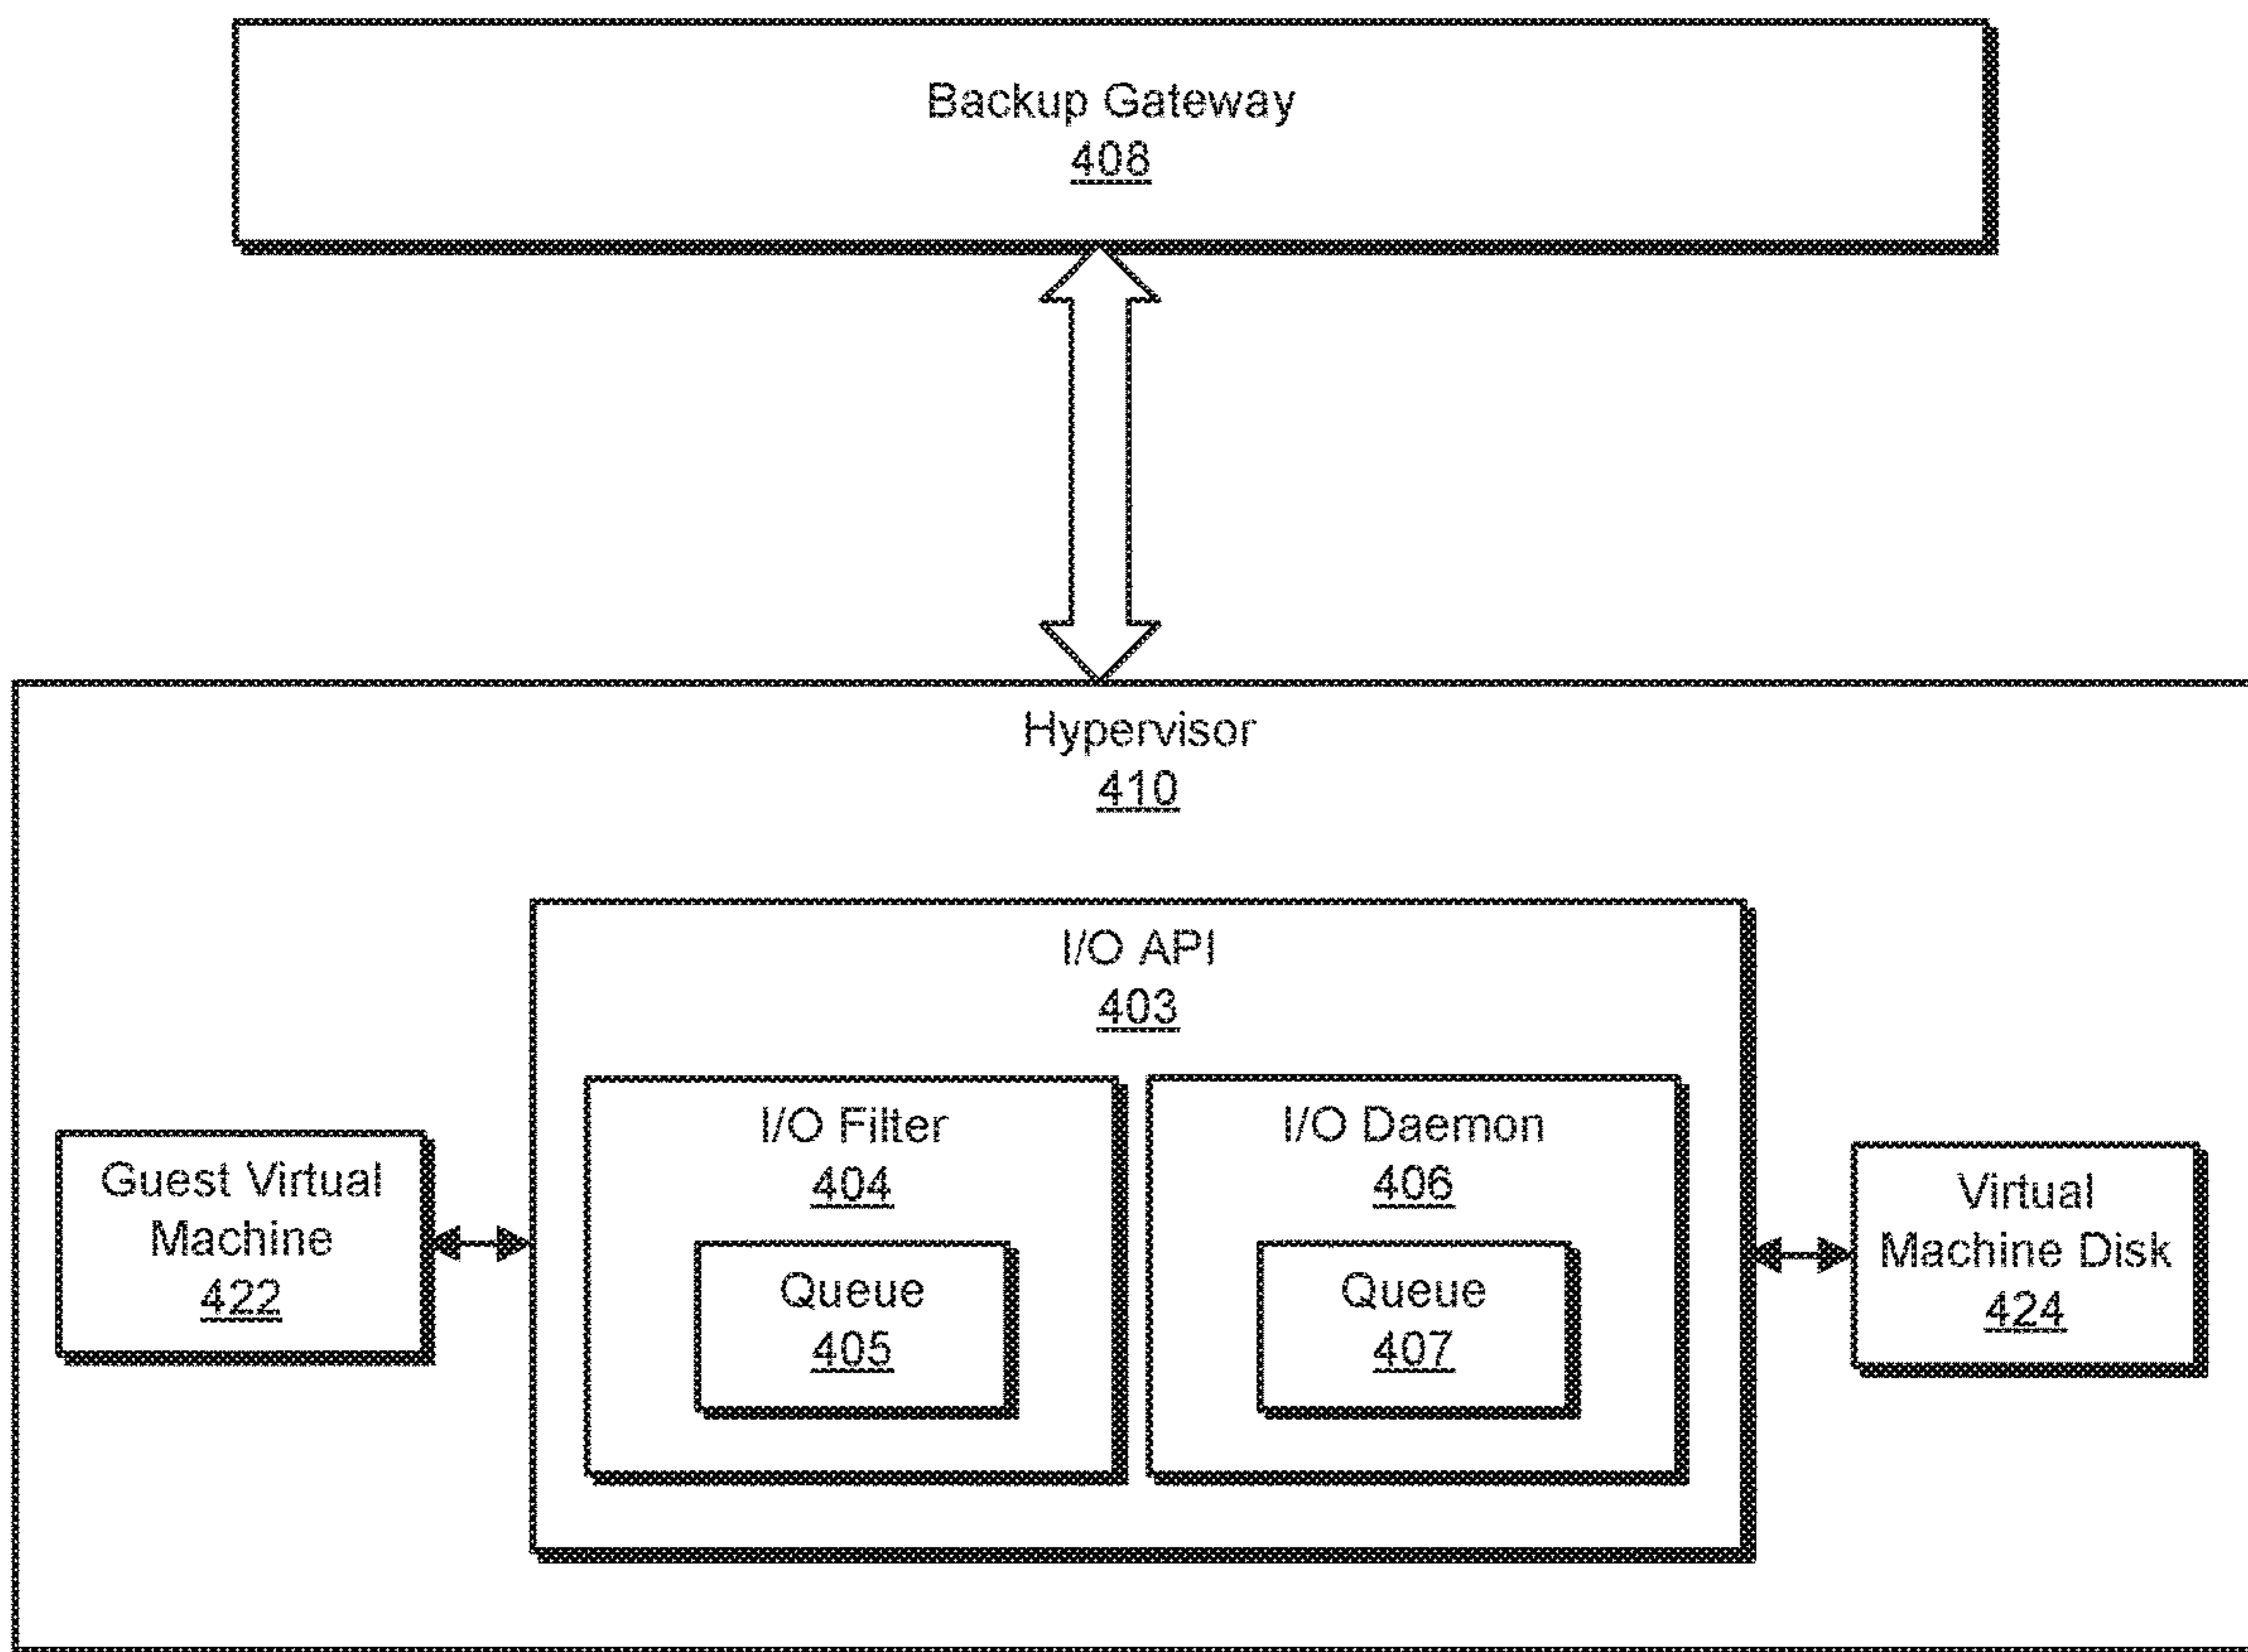 Backup Gateway
408
Hypervisor
410
I/O API
403
I/O Filter
404
Queue
405
I/O Daemon
406
Queue
407
Guest Virtual
Machine
422
Virtual
Machine Disk
424